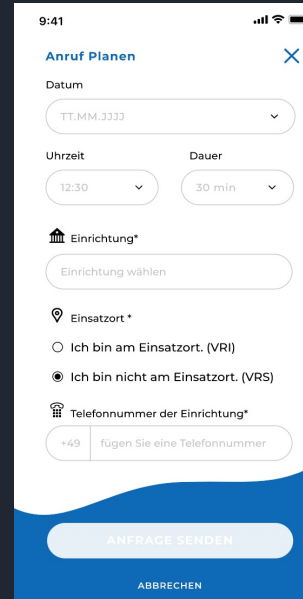 9:41
Anruf Planen
Datum
TT.MM.JJJJ
Uhrzeit Dauer
12:30 30 min
Einrichtung*
Einrichtung wählen
Einsatzort *
Ich bin am Einsatzort. (VRI)
Ich bin nicht am Einsatzort. (VRS)
Telefonnummer der Einrichtung*
+49 fügen Sie eine Telefonnummer
ANFRAGE SENDEN
ABBRECHEN